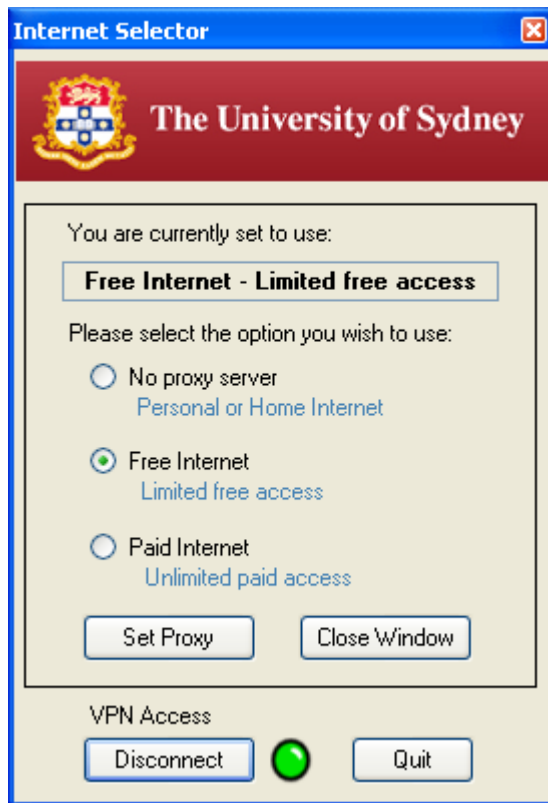 Internet Selector
The University of Sydney
You are currently set to use:
Free Internet - Limited free access
Please select the option you wish to use:
No proxy server
Personal or Home Internet
Free Internet
Limited free access
Paid Internet
Unlimited paid access
Set Proxy Close Window
VPN Access
Disconnect Quit